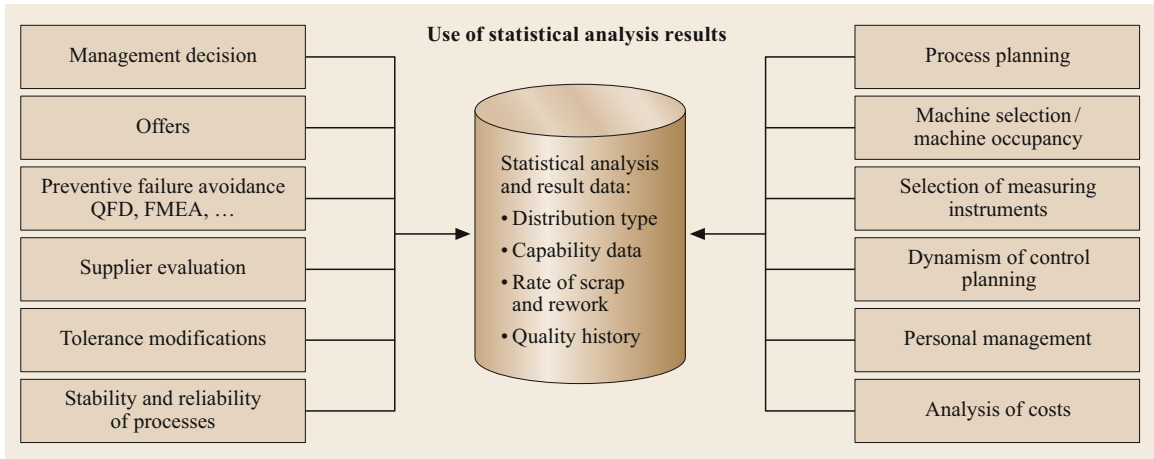 Use of statistical analysis results
Management decision
Offers
Preventive failure avoidance
QFD, FMEA, …
Supplier evaluation
Tolerance modifications
Stability and reliability
of processes
Statistical analysis
and result data:
• Distribution type
• Capability data
• Rate of scrap
and rework
• Quality history
Process planning
Machine selection /
machine occupancy
Selection of measuring
instruments
Dynamism of control
planning
Personal management
Analysis of costs